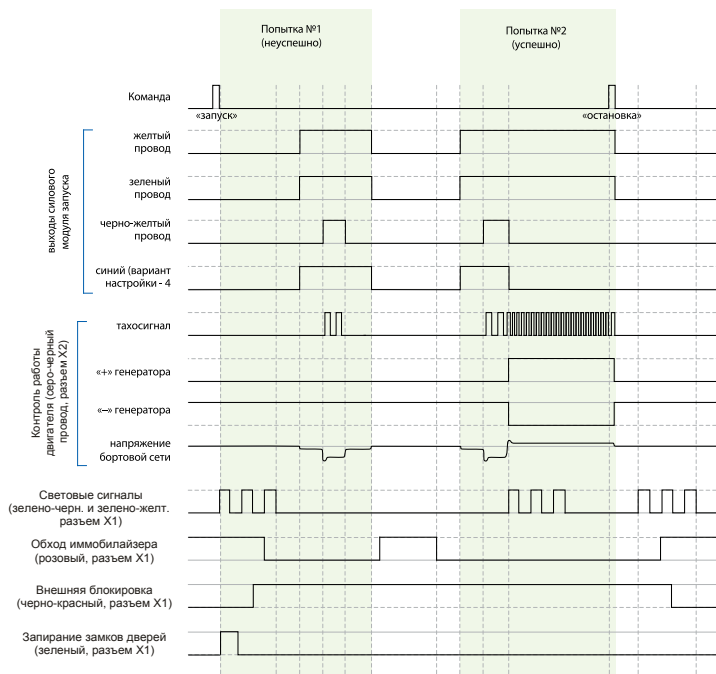 Попытка №1
(неуспешно)
Попытка №2
(успешно)
Команда
«запуск»
«остановка»
выходы силового
модуля запуска
желтый
провод
зеленый
провод
черно-желтый
провод
синий (вариант
настройки - 4
Контроль работы
двигателя (серо-черный
провод, разъем X2)
тахосигнал
«+» генератора
«–» генератора
напряжение
бортовой сети
Световые сигналы
(зелено-черн. и зелено-желт.
разъем X1)
Обход иммобилайзера
(розовый, разъем X1)
Внешняя блокировка
(черно-красный, разъем X1)
Запирание замков дверей
(зеленый, разъем X1)